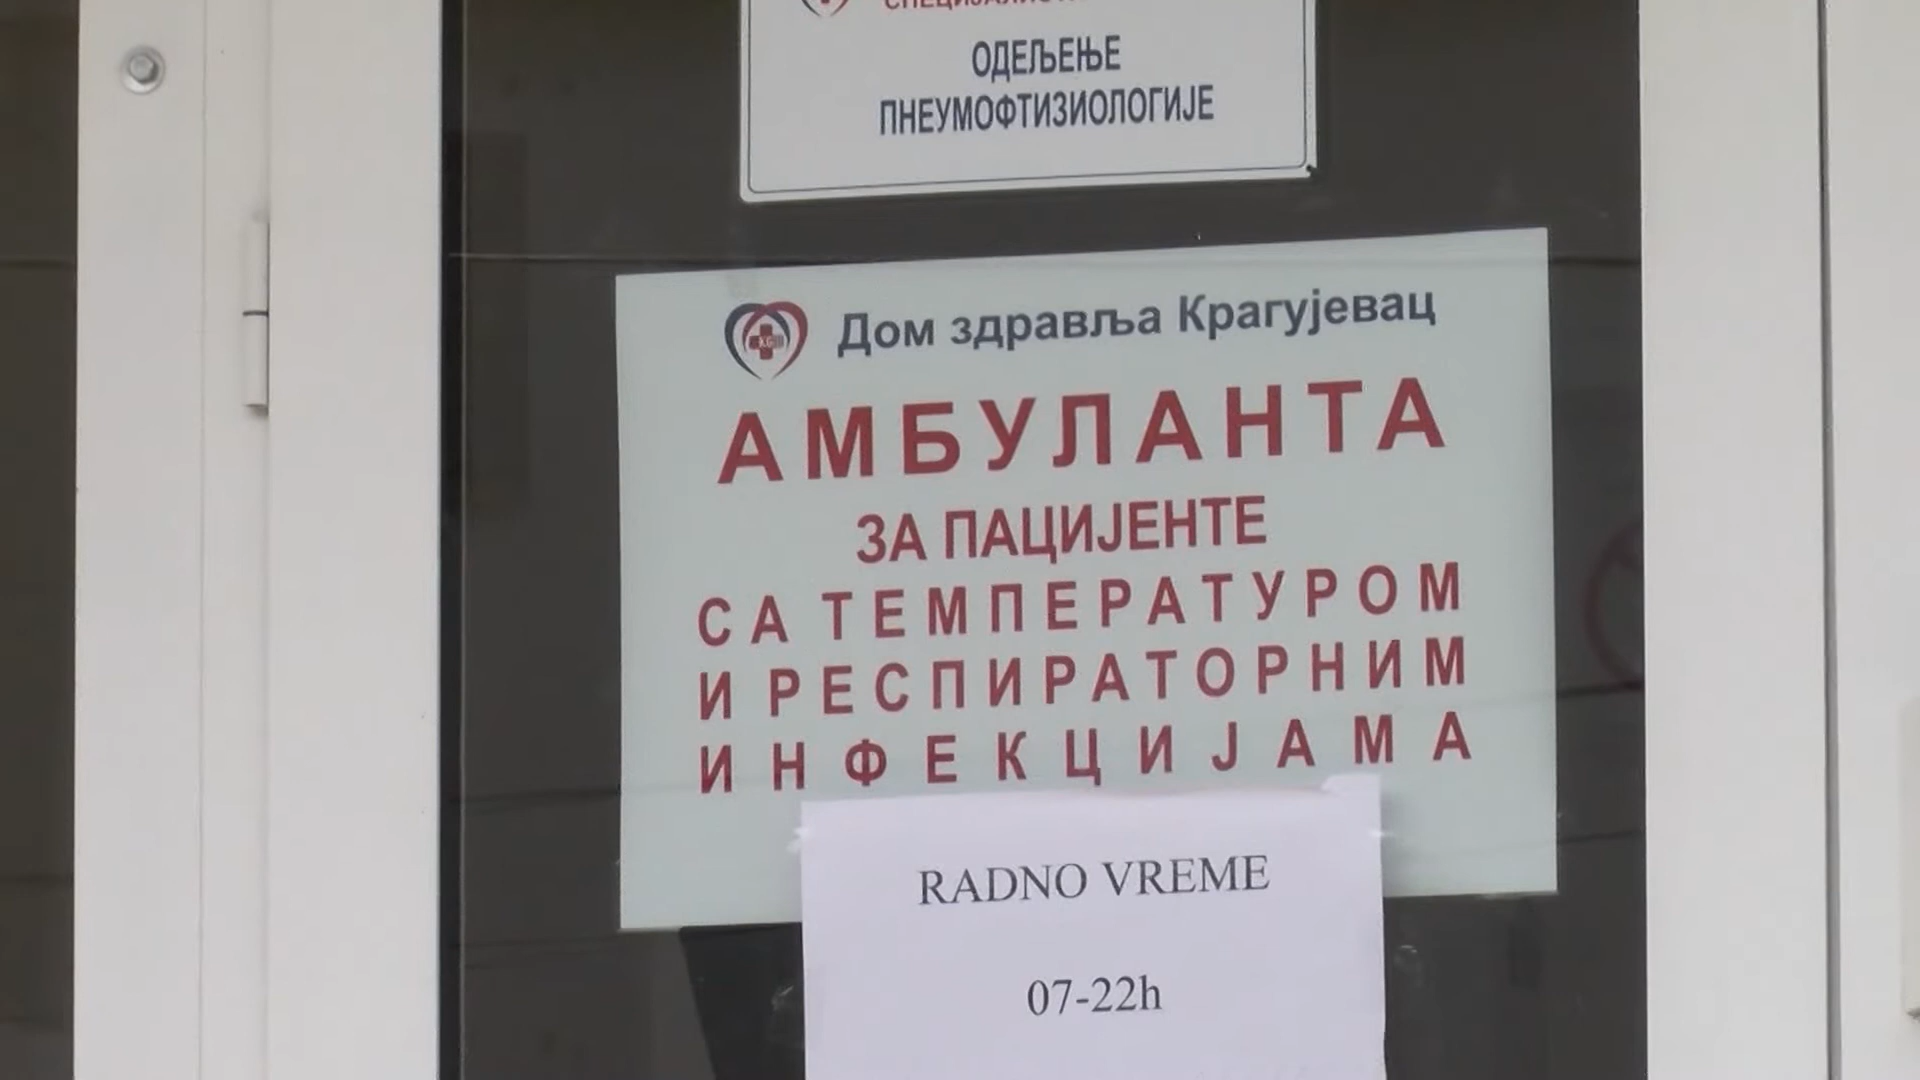 ОДЕЉЕЊЕ
ПНЕУМОФТИЗИОЛОГИЈЕ
Дом здравља Крагујевац
АМБУЛАНТА
ЗА ПАЦИЈЕНТЕ
СА ТЕМПЕРАТУРОМ
И РЕСПИРАТОРНИМ
ИНФЕКЦИЈАМА
RADNO VREME
07-22h